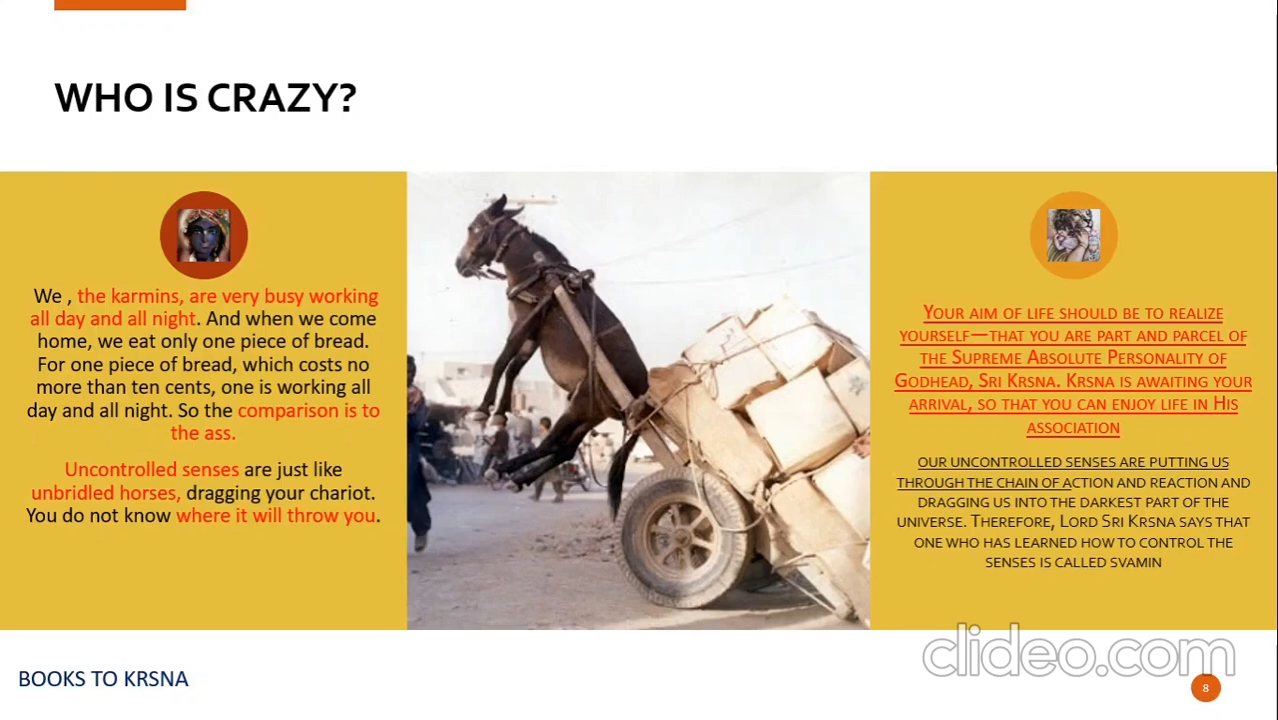 WHO IS CRAZY?
We , the karmins, are very busy working
all day and all night. And when we come
home, we eat only one piece of bread.
For one piece of bread, which costs no
more than ten cents, one is working all
day and all night. So the comparison is to
the ass.
Uncontrolled senses are just like
unbridled horses, dragging your chariot.
You do not know where it will throw you.
Your aim of life should be to realize
yourself—that you are part and parcel of
the Supreme Absolute Personality of
Godhead, Sri Krsna. Krsna is awaiting your
arrival, so that you can enjoy life in His
association
our uncontrolled senses are putting us
through the chain of action and reaction and
dragging us into the darkest part of the
universe. Therefore, Lord Sri Krsna says that
one who has learned how to control the
senses is called svamin
BOOKS TO KRSNA
clideo.com
8